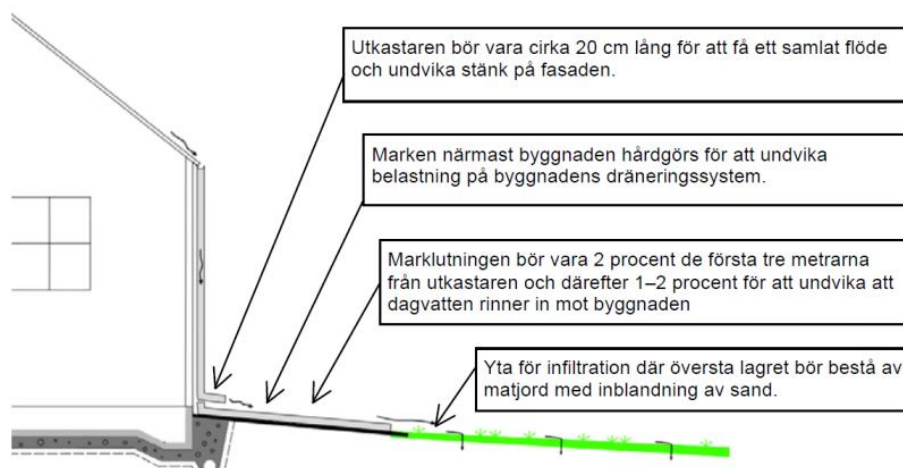 Utkastaren bör vara cirka 20 cm lång för att få ett samlat flöde
och undvika stänk på fasaden.
Marken närmast byggnaden hårdgörs för att undvika
belastning på byggnadens dräneringssystem.
Marklutningen bör vara 2 procent de första tre metrarna
från utkastaren och därefter 1–2 procent för att undvika att
dagvatten rinner in mot byggnaden
Yta för infiltration där översta lagret bör bestå av
matjord med inblandning av sand.